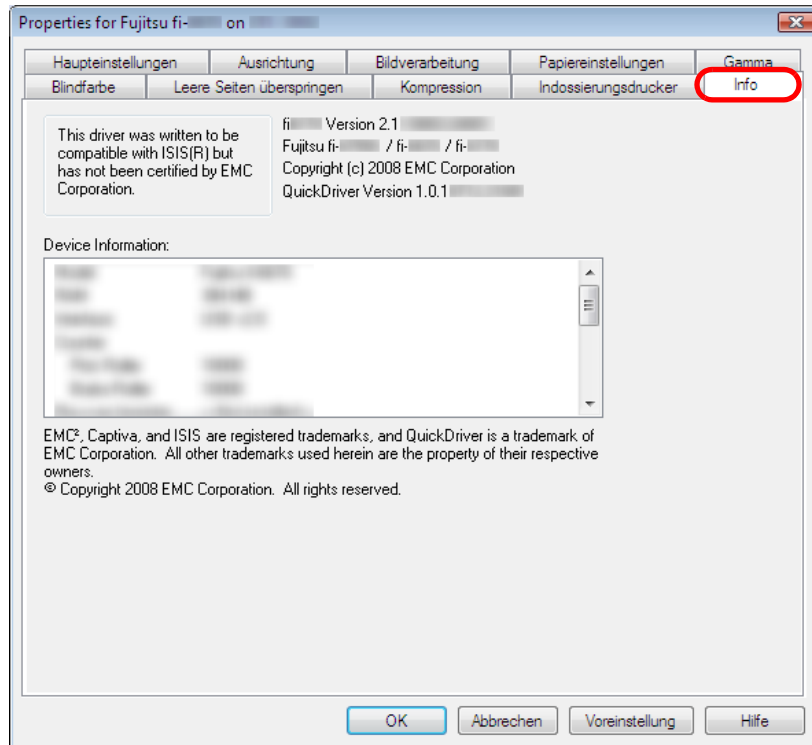 Properties for Fujitsu fi- on
Haupteinstellungen Ausrichtung Bildverarbeitung Papiereinstellungen Gamma
Blindfarbe Leere Seiten überspringen Kompression Indossierungsdrucker Info
This driver was written to be
compatible with ISIS(R) but
has not been certified by EMC
Corporation.
fi Version 2.1
Fujitsu fi- / fi- / fi-
Copyright (c) 2008 EMC Corporation
QuickDriver Version 1.0.1
Device Information:
EMC², Captiva, and ISIS are registered trademarks, and QuickDriver is a trademark of
EMC Corporation.  All other trademarks used herein are the property of their respective
owners.
© Copyright 2008 EMC Corporation.  All rights reserved.
OK Abbrechen Voreinstellung Hilfe